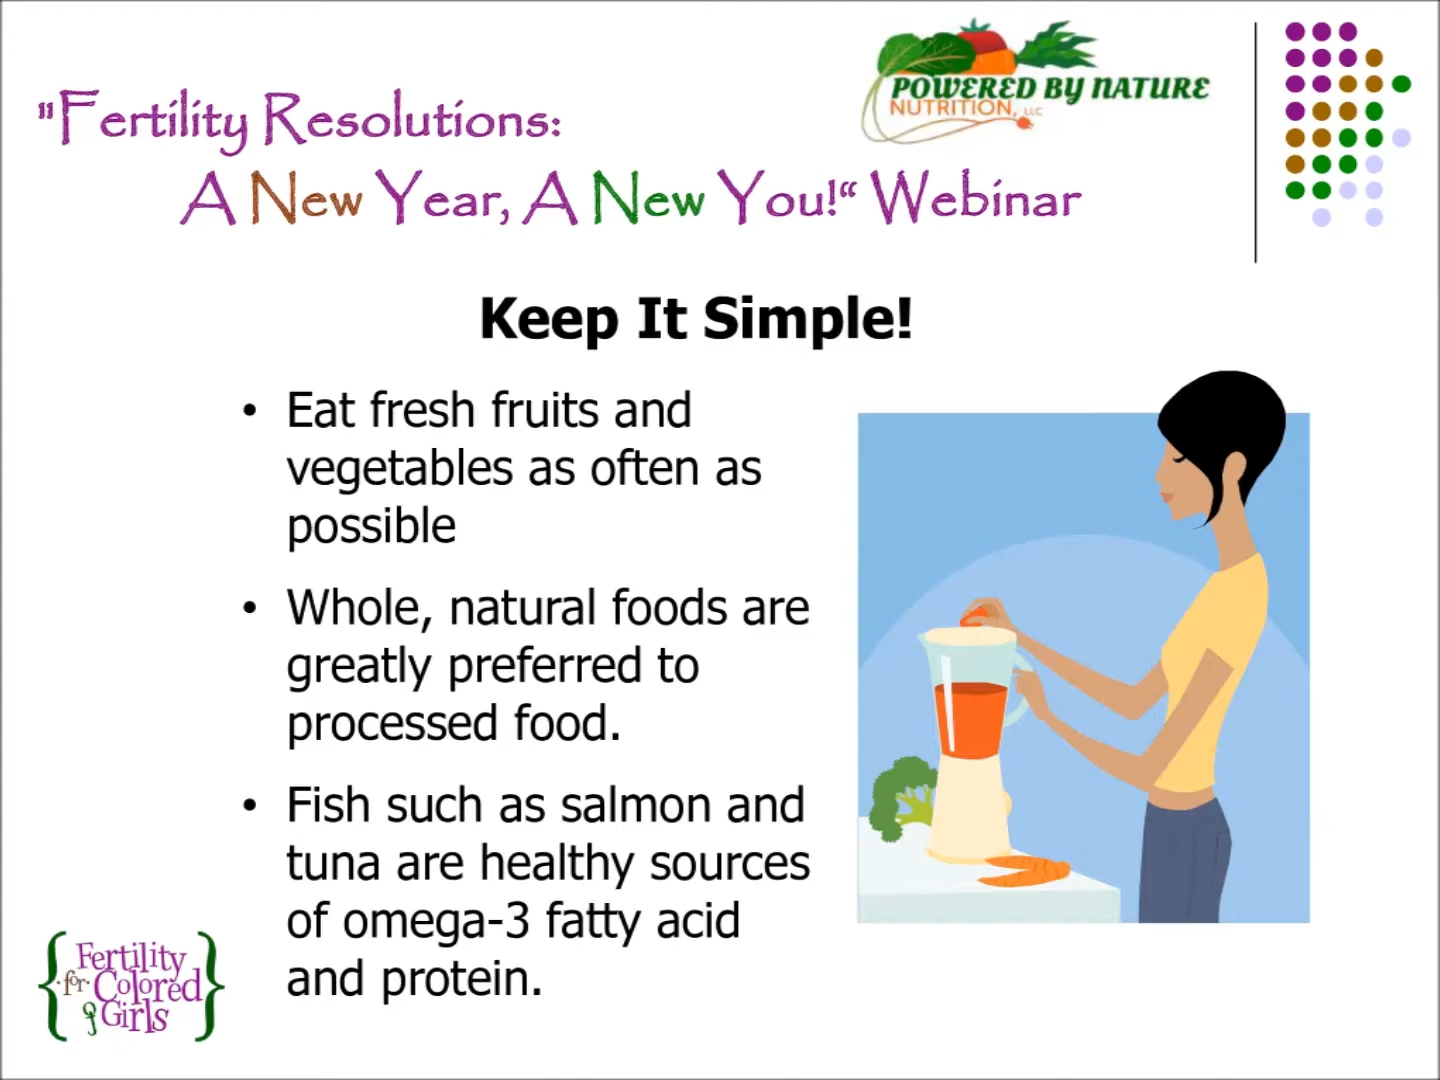 "Fertility Resolutions:
A New Year, A New You!“ Webinar
POWERED BY NATURE
NUTRITION, LLC
Keep It Simple!
• Eat fresh fruits and
vegetables as often as
possible
• Whole, natural foods are
greatly preferred to
processed food.
• Fish such as salmon and
tuna are healthy sources
of omega-3 fatty acid
and protein.
{Fertility
·for·Colored
Girls}